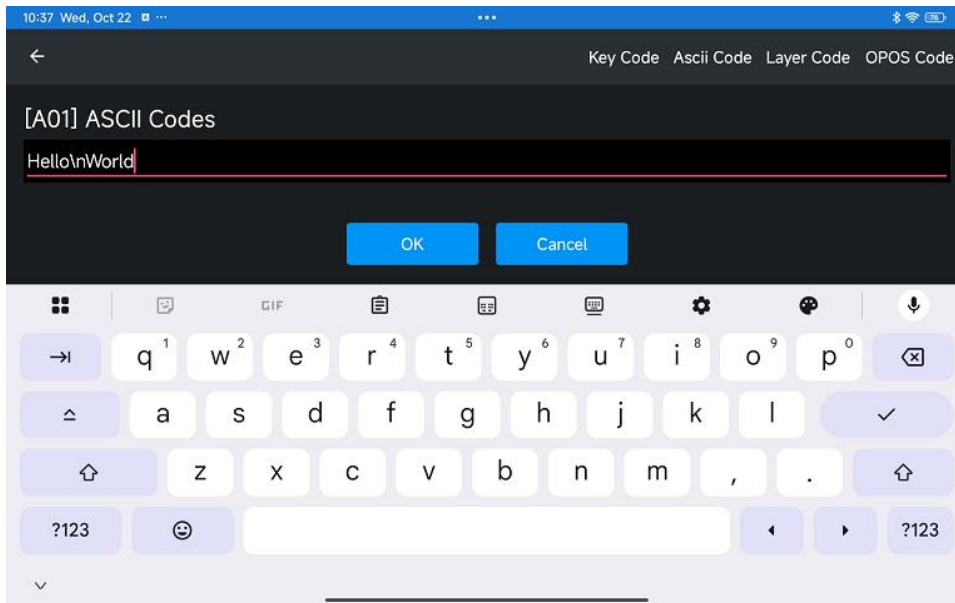 10:37 Wed, Oct 22
76
Key Code Ascii Code Layer Code OPOS Code
[A01] ASCII Codes
Hello\nWorld
OK Cancel
GIF
q 1 w 2 e 3 r 4 t 5 y 6 u 7 i 8 o 9 p 0
a s d f g h j k l
z x c v b n m , .
?123 ?123